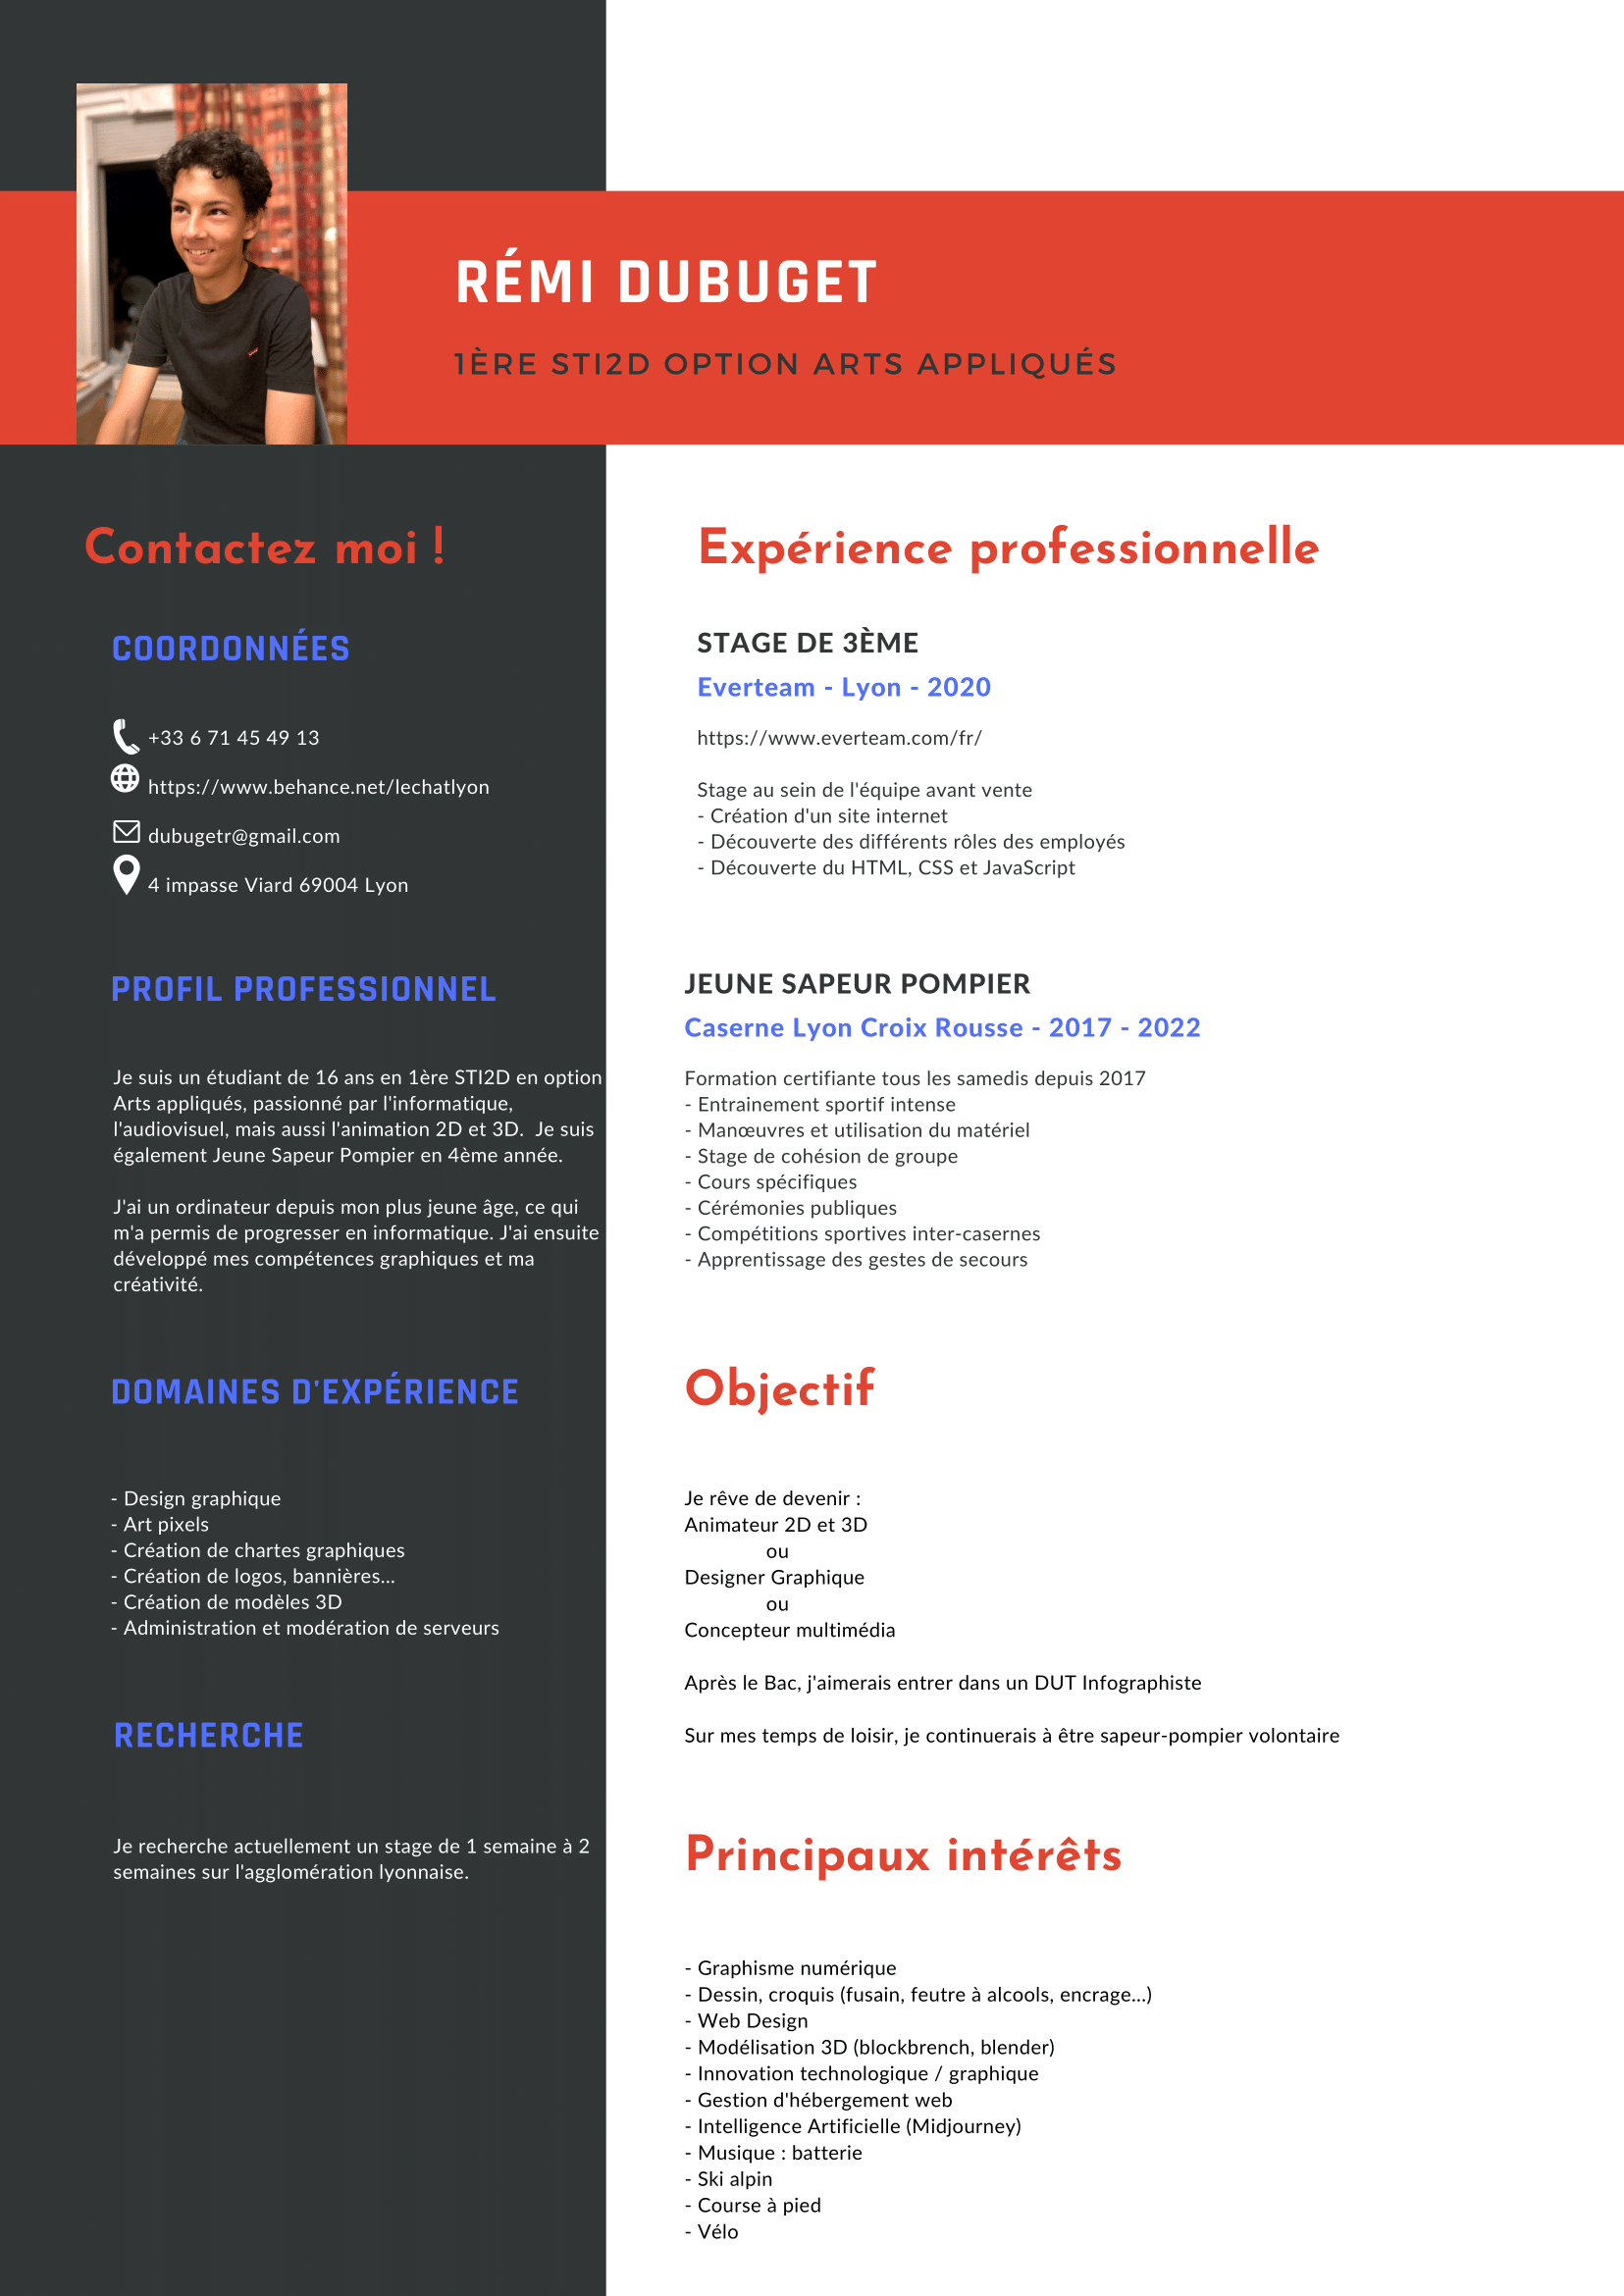 RÉMI DUBUGET
1ÈRE STI2D OPTION ARTS APPLIQUÉS
Contactez moi !
COORDONNÉES
+33 6 71 45 49 13
https://www.behance.net/lechatlyon
dubugetr@gmail.com
4 impasse Viard 69004 Lyon
PROFIL PROFESSIONNEL
Je suis un étudiant de 16 ans en 1ère STI2D en option
Arts appliqués, passionné par l'informatique,
l'audiovisuel, mais aussi l'animation 2D et 3D.  Je suis
également Jeune Sapeur Pompier en 4ème année.
J'ai un ordinateur depuis mon plus jeune âge, ce qui
m'a permis de progresser en informatique. J'ai ensuite
développé mes compétences graphiques et ma
créativité.
DOMAINES D'EXPÉRIENCE
- Design graphique
- Art pixels
- Création de chartes graphiques
- Création de logos, bannières...
- Création de modèles 3D
- Administration et modération de serveurs
RECHERCHE
Je recherche actuellement un stage de 1 semaine à 2
semaines sur l'agglomération lyonnaise.
Expérience professionnelle
STAGE DE 3ÈME
Everteam - Lyon - 2020
https://www.everteam.com/fr/
Stage au sein de l'équipe avant vente
- Création d'un site internet
- Découverte des différents rôles des employés
- Découverte du HTML, CSS et JavaScript
JEUNE SAPEUR POMPIER
Caserne Lyon Croix Rousse - 2017 - 2022
Formation certifiante tous les samedis depuis 2017
- Entrainement sportif intense
- Manœuvres et utilisation du matériel
- Stage de cohésion de groupe
- Cours spécifiques
- Cérémonies publiques
- Compétitions sportives inter-casernes
- Apprentissage des gestes de secours
Objectif
Je rêve de devenir :
Animateur 2D et 3D
ou
Designer Graphique
ou
Concepteur multimédia
Après le Bac, j'aimerais entrer dans un DUT Infographiste
Sur mes temps de loisir, je continuerais à être sapeur-pompier volontaire
Principaux intérêts
- Graphisme numérique
- Dessin, croquis (fusain, feutre à alcools, encrage...)
- Web Design
- Modélisation 3D (blockbrench, blender)
- Innovation technologique / graphique
- Gestion d'hébergement web
- Intelligence Artificielle (Midjourney)
- Musique : batterie
- Ski alpin
- Course à pied
- Vélo